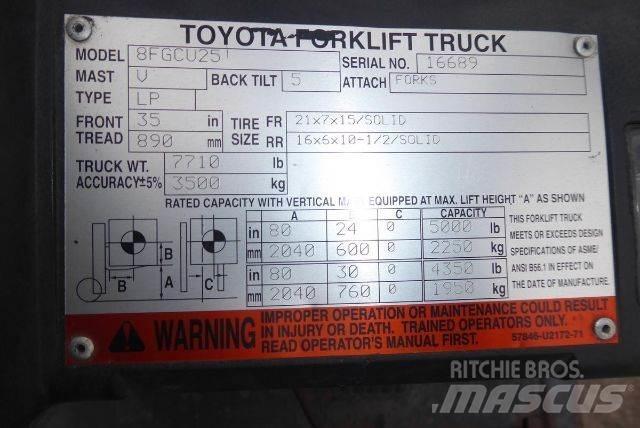 TOYOTA FORKLIFT TRUCK
MODEL 8FGCU25 SERIAL NO. 16689
MAST V BACK TILT 5 ATTACH FORKS
TYPE LP
FRONT 35 in TIRE FR 21x7x15/SOLID
TREAD 890 mm SIZE RR 16x6x10-1/2/SOLID
TRUCK WT. 7710 lb
ACCURACY±5% 3500 kg
RATED CAPACITY WITH VERTICAL EQUIPPED AT MAX. LIFT HEIGHT "A" AS SHOWN
A C CAPACITY
in 80 24 0 5000 lb
mm 2040 600 0 2250 kg
in 80 30 0 4350 lb
mm 2040 760 0 1950 kg
B B A C
THIS FORKLIFT TRUCK
MEETS OR EXCEEDS DESIGN
SPECIFICATIONS OF ASME/
ANSI B56.1 IN EFFECT ON
THE DATE OF MANUFACTURE.
WARNING
IMPROPER OPERATION OR MAINTENANCE COULD RESULT
IN INJURY OR DEATH. TRAINED OPERATORS ONLY.
READ OPERATOR'S MANUAL FIRST.
57846-U2172-71
RITCHIE BROS.
MASCUS